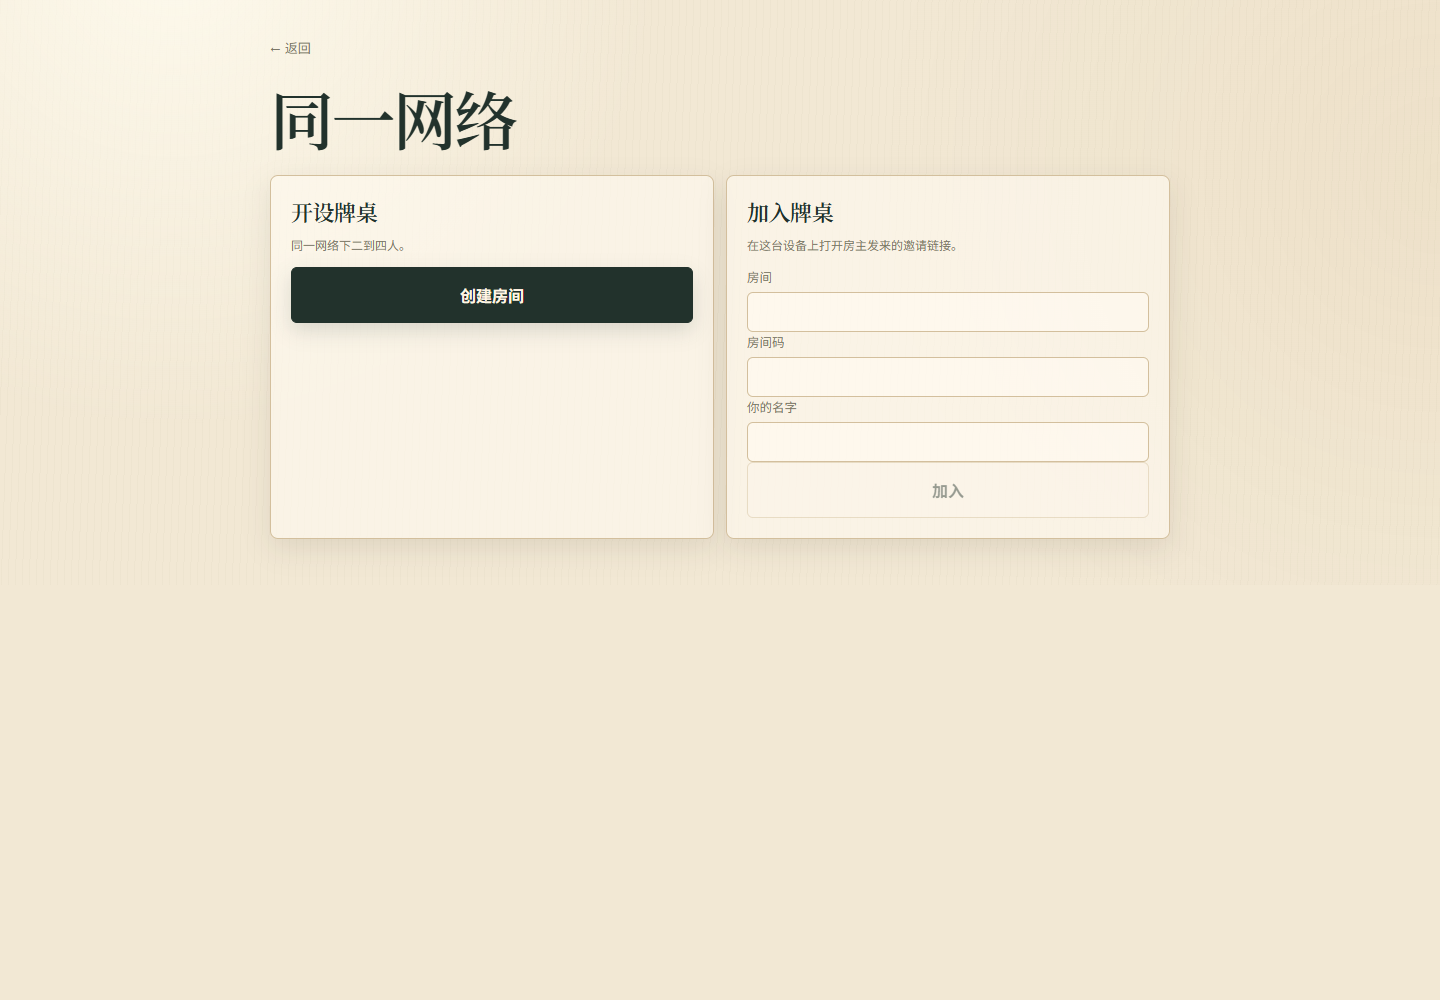 ← 返回
同一网络
开设牌桌
同一网络下二到四人。
创建房间
加入牌桌
在这台设备上打开房主发来的邀请链接。
房间
房间码
你的名字
加入